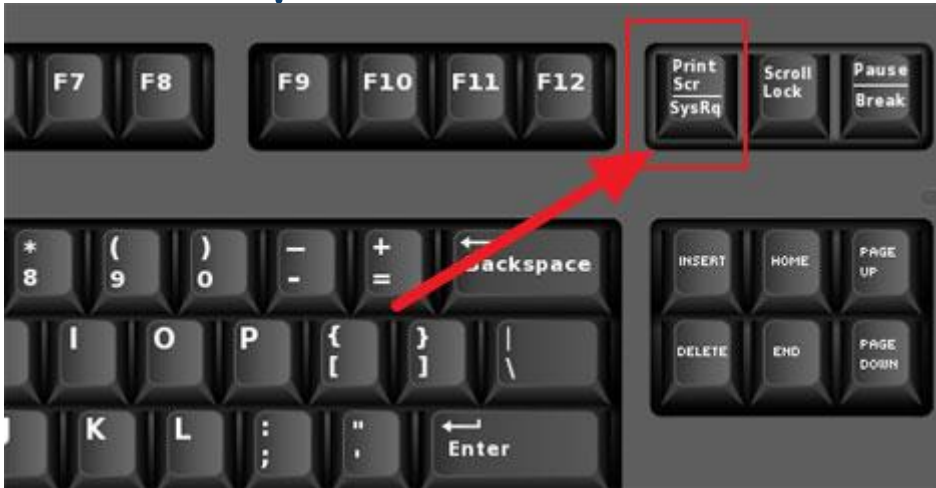 F7 F8 F9 F10 F11 F12
Print
Scr
SysRq
Scroll
Lock
Pause
Break
* ( ) — +
8 9 0 - =
Backspace
INSERT
HOME
PAGE
UP
I O P { } |
[ ] \
DELETE
END
PAGE
DOWN
K L : "
; '
Enter